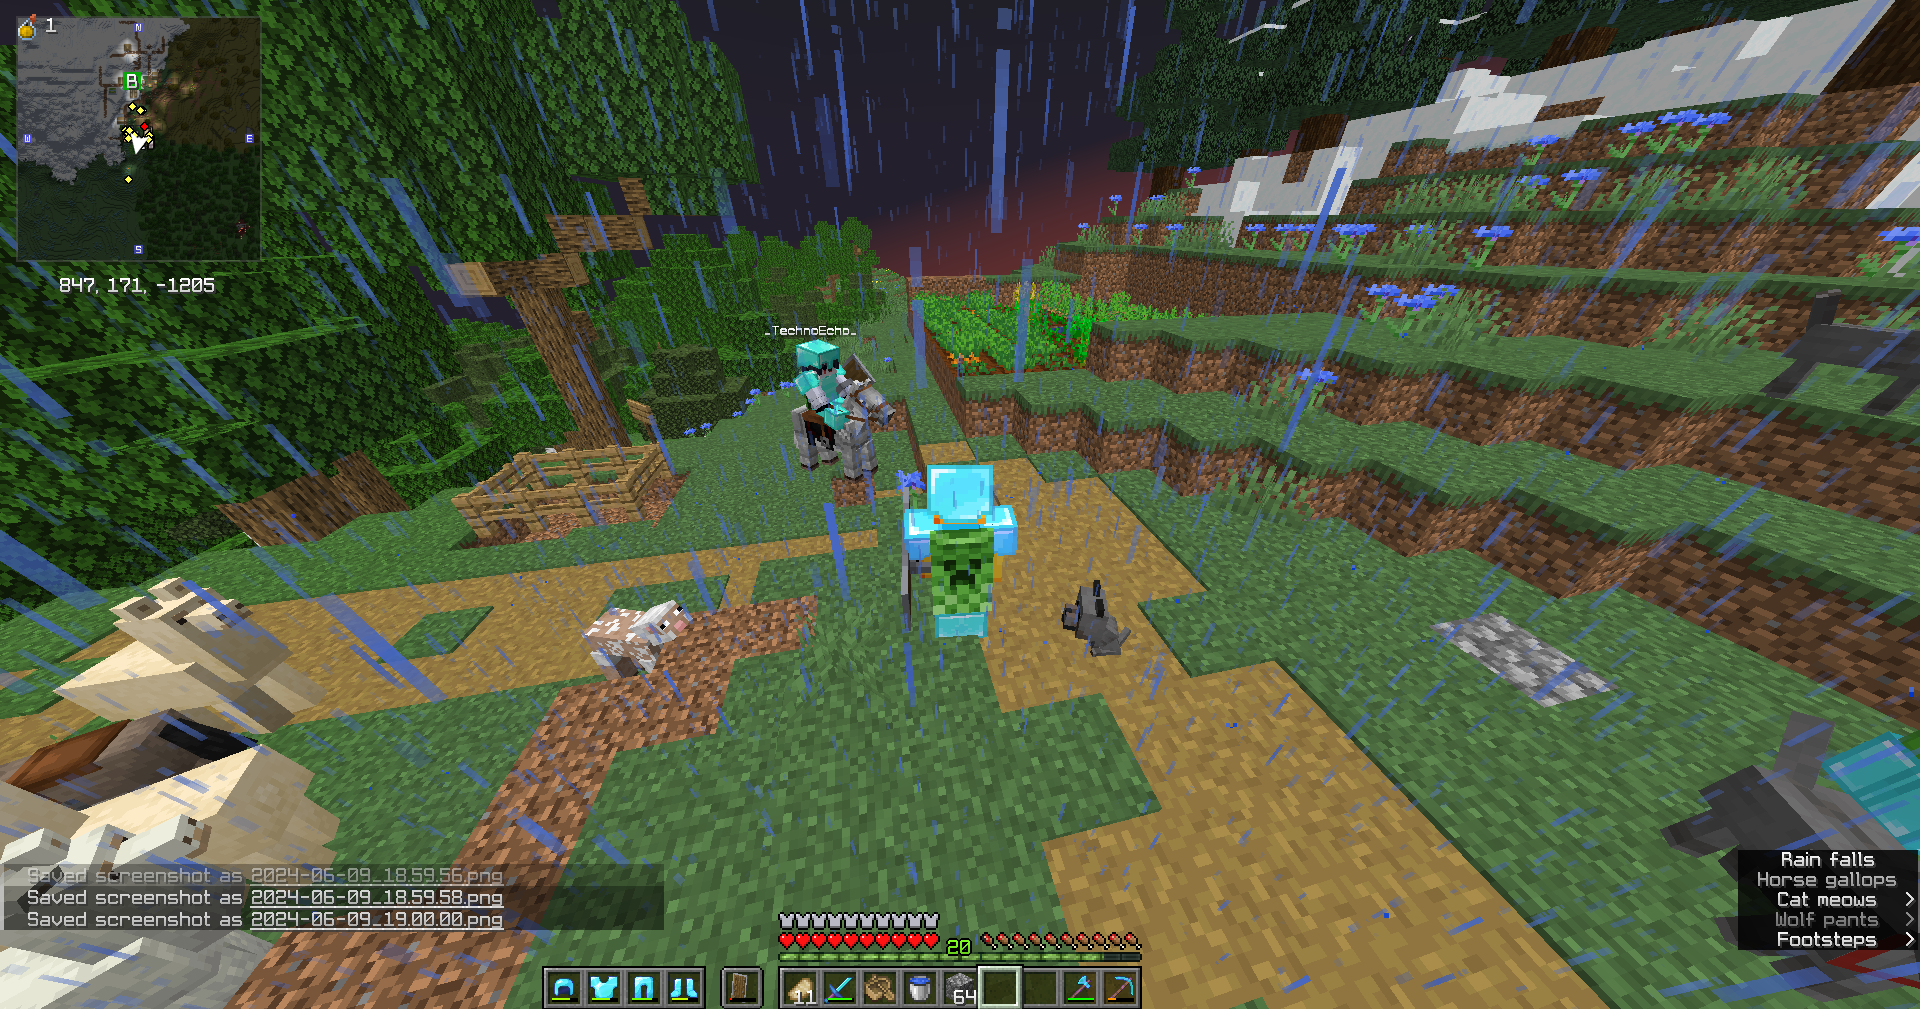 1
N
B
W
E
S
847, 171, -1205
_TechnoEcho_
Saved screenshot as 2024-06-09_18.59.56.png
Saved screenshot as 2024-06-09_18.59.58.png
Saved screenshot as 2024-06-09_19.00.00.png
Rain falls
Horse gallops
Cat meows >
Wolf pants >
Footsteps >
20
11
64